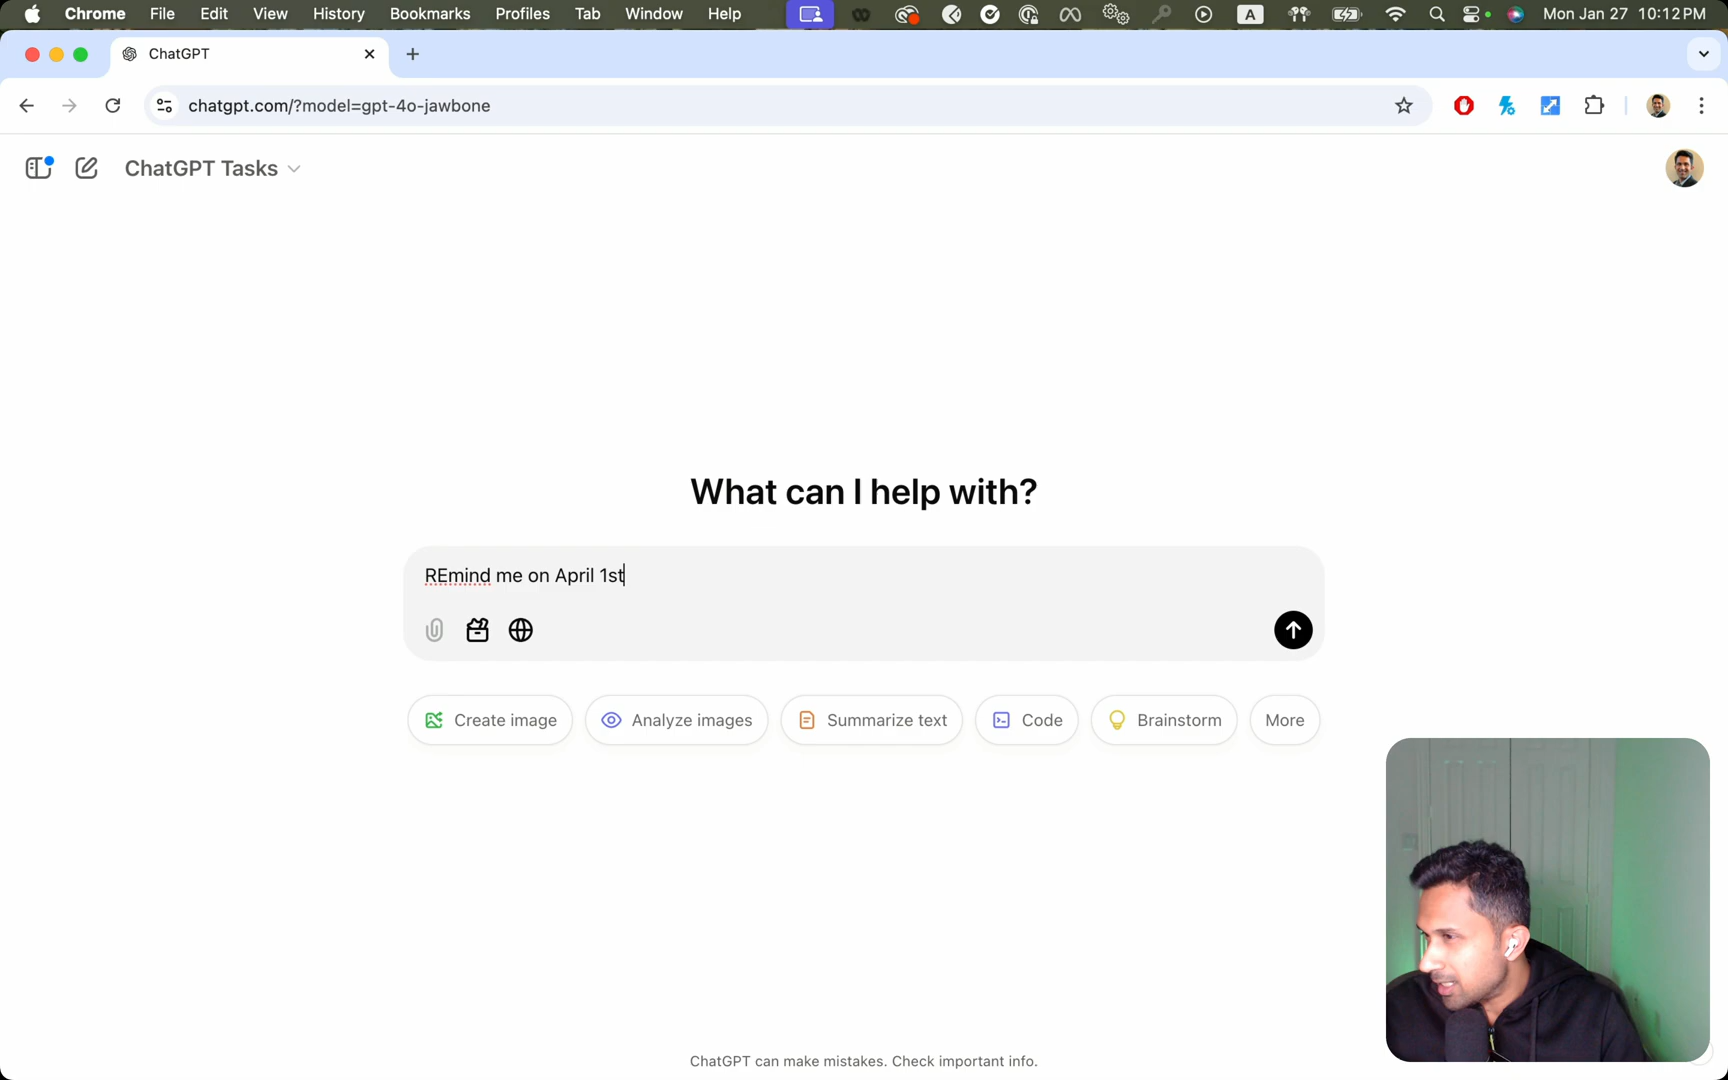 Chrome File Edit View History Bookmarks Profiles Tab Window Help A Mon Jan 27 10:12 PM
ChatGPT
chatgpt.com/?model=gpt-4o-jawbone
ChatGPT Tasks
What can I help with?
REmind me on April 1st
Create image Analyze images Summarize text Code Brainstorm More
ChatGPT can make mistakes. Check important info.